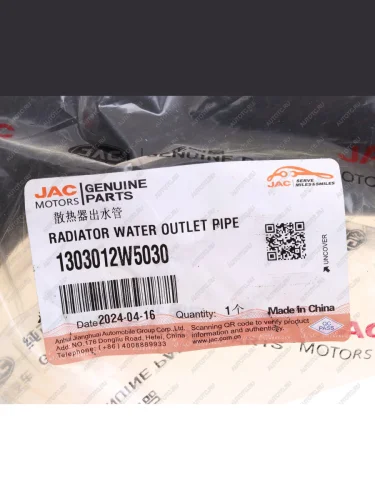 JAC MOTORS GENUINE PARTS
JAC SERVE MILES&SMILES
散热器出水管
RADIATOR WATER OUTLET PIPE
1303012W5030
UNCOVER
Date 2024-04-16 Quantity: 1个 Made in China
Anhui Jianghuai Automobile Group Corp., Ltd.
Add. 176 Dongliu Road, Hefei, China
Telephone: (+86) 4008889933
Scanning QR code to verify product
information and authenticity.
www.jac.com.cn
QC PASS
MOTORS